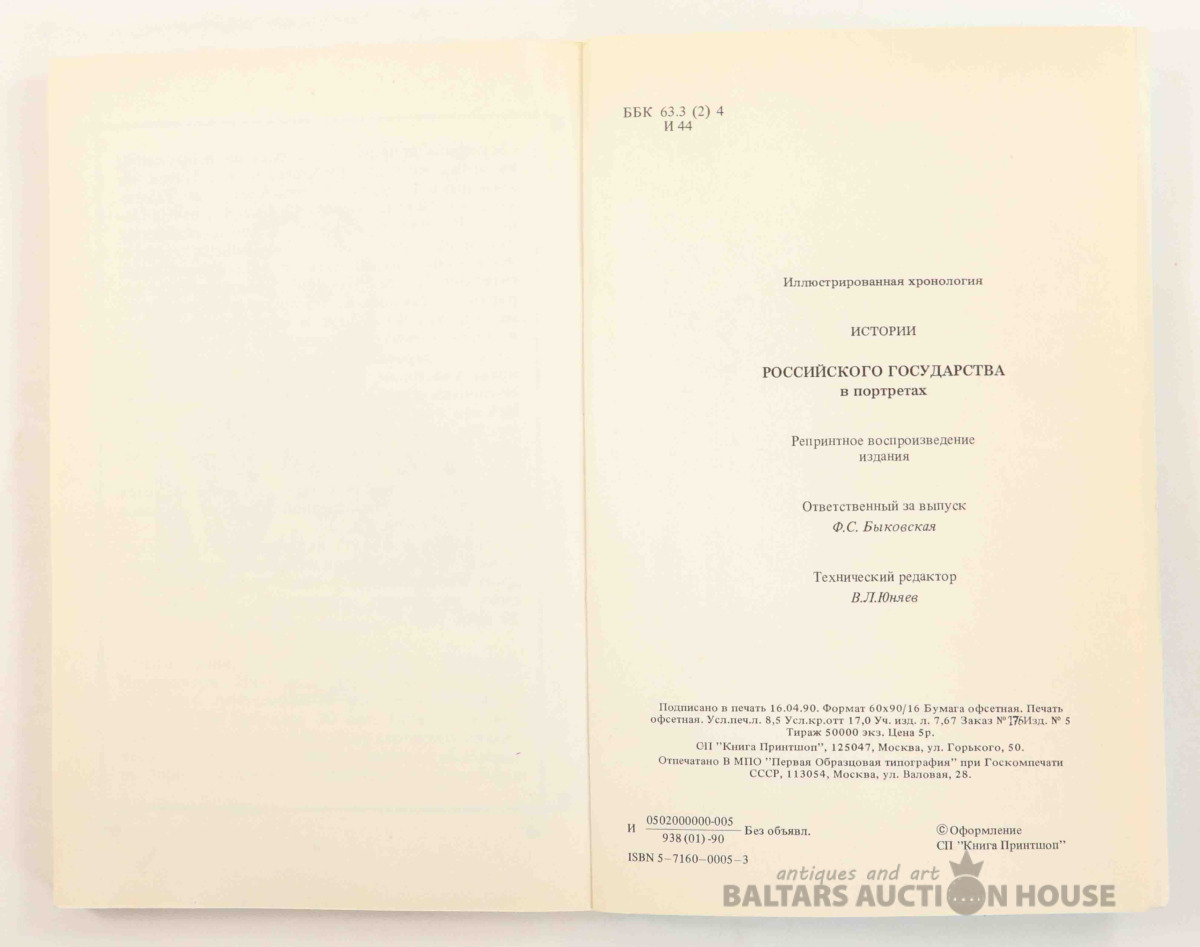 ББК 63.3 (2) 4
И 44
Иллюстрированная хронология
ИСТОРИИ
РОССИЙСКОГО ГОСУДАРСТВА
в портретах
Репринтное воспроизведение
издания
Ответственный за выпуск
Ф.С. Быковская
Технический редактор
В.Л.Юняев
Подписано в печать 16.04.90. Формат 60х90/16 Бумага офсетная. Печать
офсетная. Усл.печ.л. 8,5 Усл.кр.отт 17,0 Уч. изд. л. 7,67 Заказ № 176Изд. № 5
Тираж 50000 экз. Цена 5р.
СП "Книга Принтшоп", 125047, Москва, ул. Горького, 50.
Отпечатано В МПО "Первая Образцовая типография" при Госкомпечати
СССР, 113054, Москва, ул. Валовая, 28.
И 0502000000-005 Без объявл.
938 (01) -90
ISBN 5-7160-0005-3
© Оформление
СП "Книга Принтшоп"
antiques and art
BALTARS AUCTION HOUSE